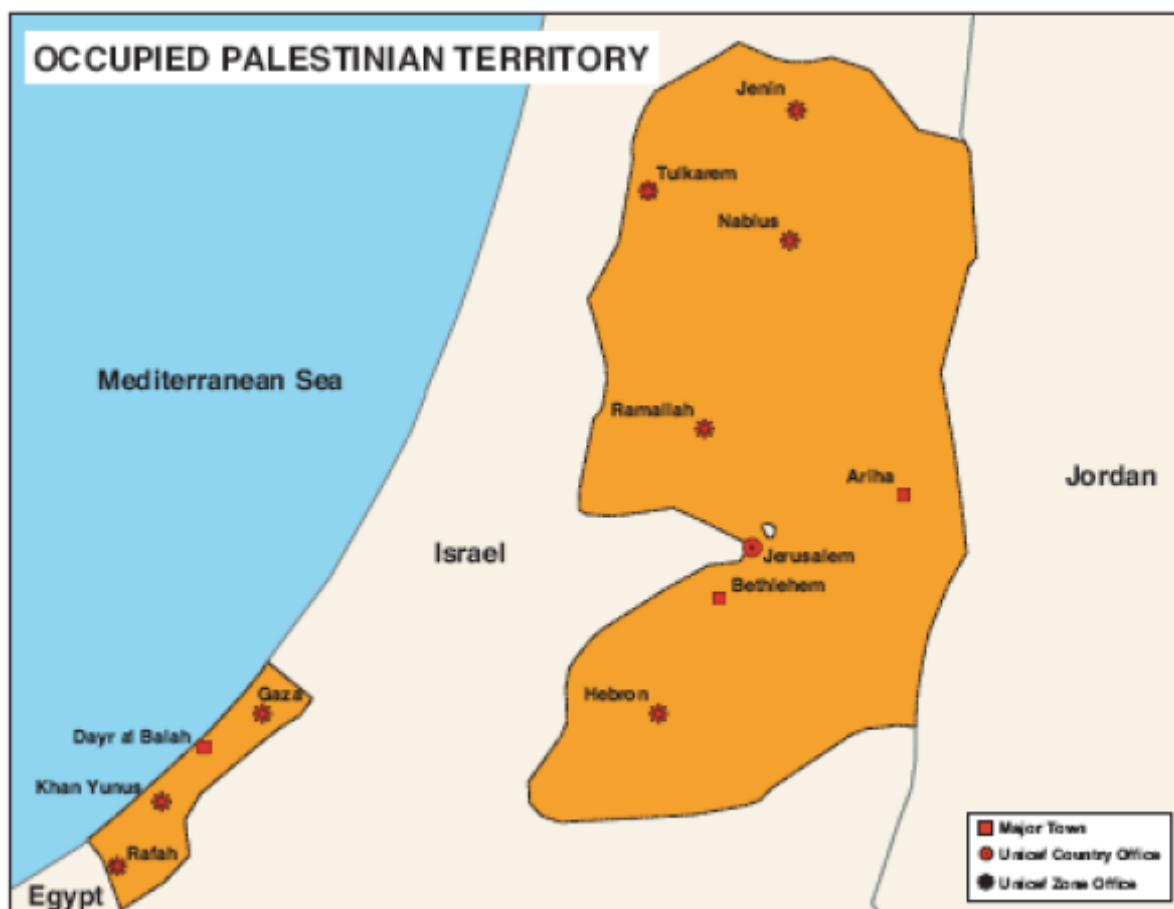 OCCUPIED PALESTINIAN TERRITORY
Jenin
Tulkarem
Nablus
Mediterranean Sea
Ramallah
Ariha
Jordan
Israel
Jerusalem
Bethlehem
Gaza
Hebron
Dayr al Balah
Khan Yunus
Rafah
Egypt
Major Town
Unicef Country Office
Unicef Zone Office